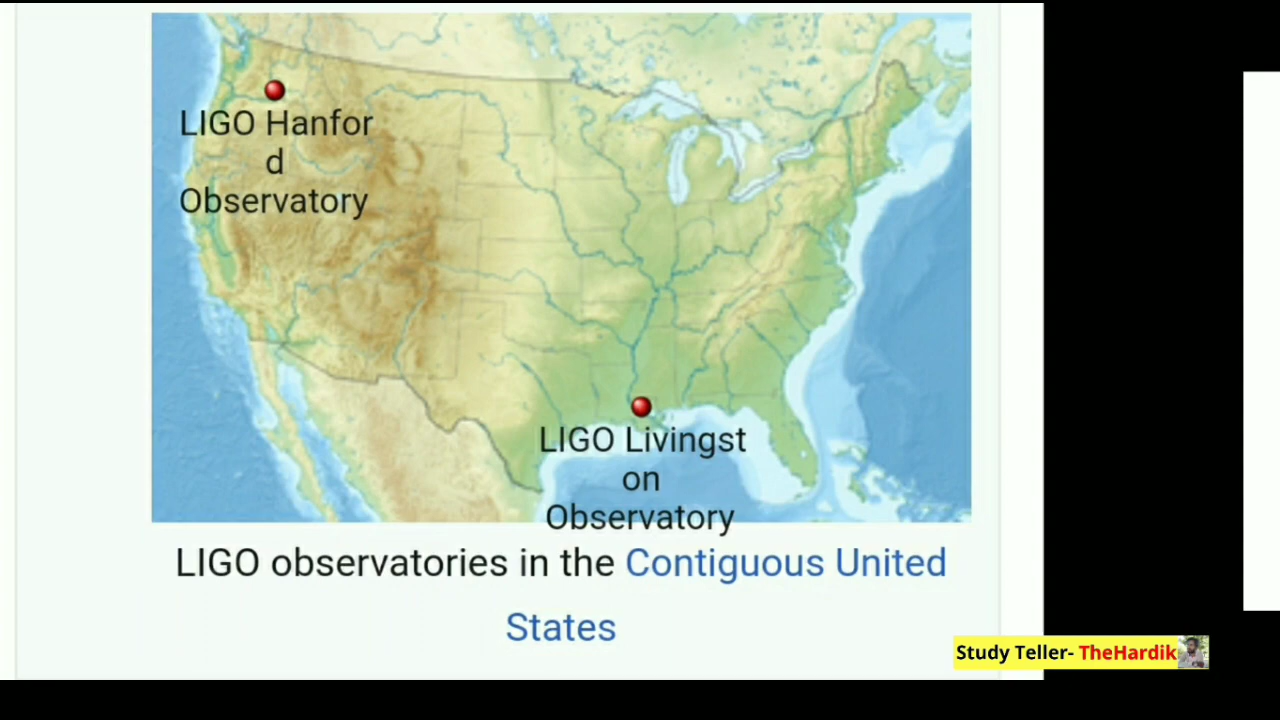 LIGO Hanfor
d
Observatory
LIGO Livingst
on
Observatory
LIGO observatories in the Contiguous United
States
Study Teller- TheHardik